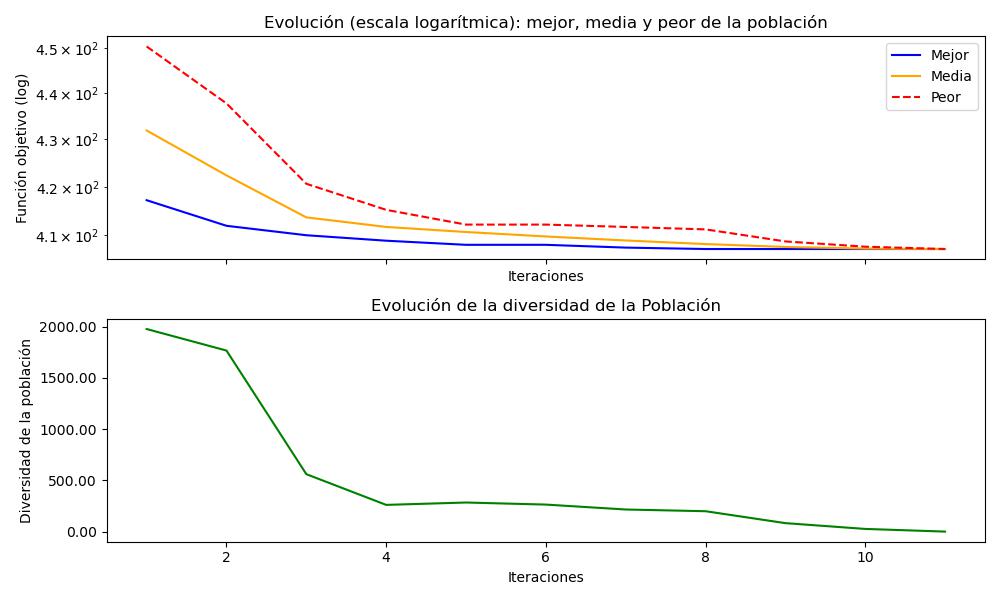 Evolución (escala logarítmica): mejor, media y peor de la población
Función objetivo (log)
4.5 × 10²
4.4 × 10²
4.3 × 10²
4.2 × 10²
4.1 × 10²
Mejor
Media
Peor
Iteraciones
Evolución de la diversidad de la Población
Diversidad de la población
2000.00
1500.00
1000.00
500.00
0.00
2 4 6 8 10
Iteraciones